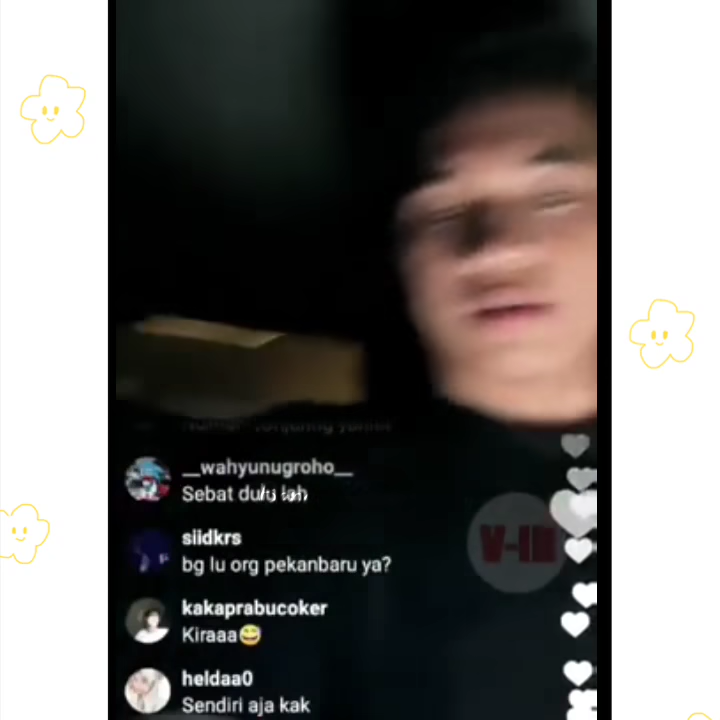 __wahyunugroho__
Sebat dulu lah
siidkrs
bg lu org pekanbaru ya?
kakaprabucoker
Kiraaa😅
heldaa0
Sendiri aja kak